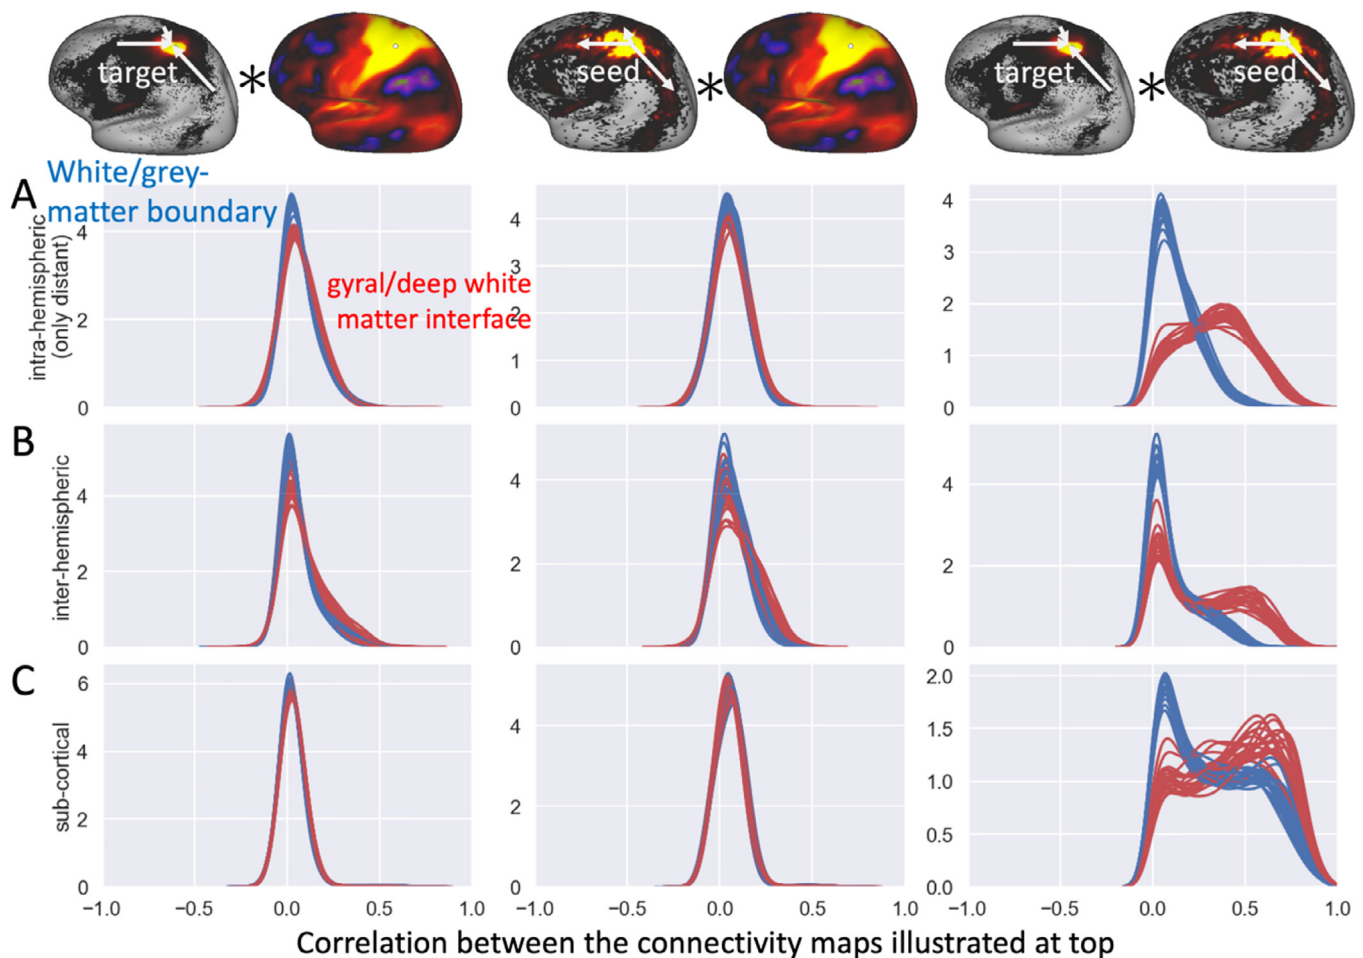 target * seed * target * seed
White/grey-
matter boundary
gyral/deep white
matter interface
A
intra-hemispheric
(only distant)
4
2
0
4
3
2
1
0
4
3
2
1
0
B
inter-hemispheric
4
2
0
4
2
0
4
2
0
C
sub-cortical
6
4
2
0
4
2
0
2.0
1.5
1.0
0.5
0.0
−1.0 −0.5 0.0 0.5 1.0 −0.5 0.0 0.5 1.0 −0.5 0.0 0.5 1.0
Correlation between the connectivity maps illustrated at top